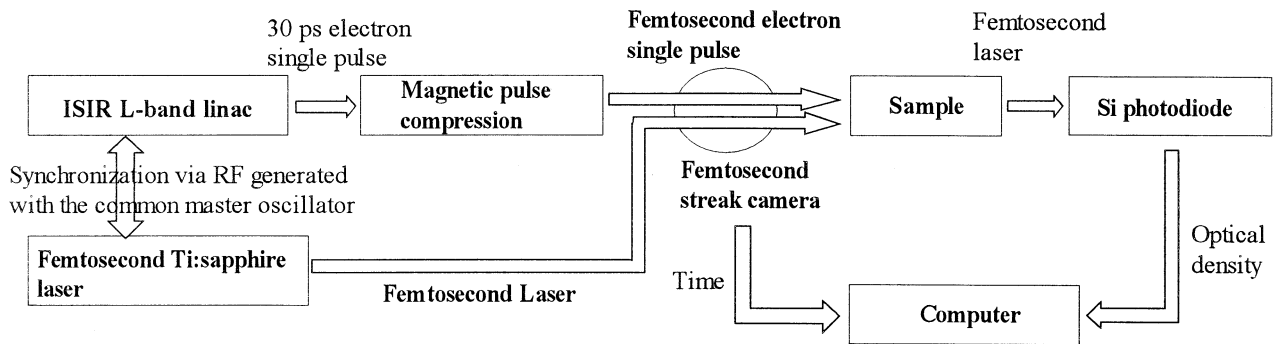 30 ps electron
single pulse
Femtosecond electron
single pulse
Femtosecond
laser
ISIR L-band linac
Magnetic pulse
compression
Sample
Si photodiode
Synchronization via RF generated
with the common master oscillator
Femtosecond
streak camera
Femtosecond Ti:sapphire
laser
Femtosecond Laser
Time
Optical
density
Computer